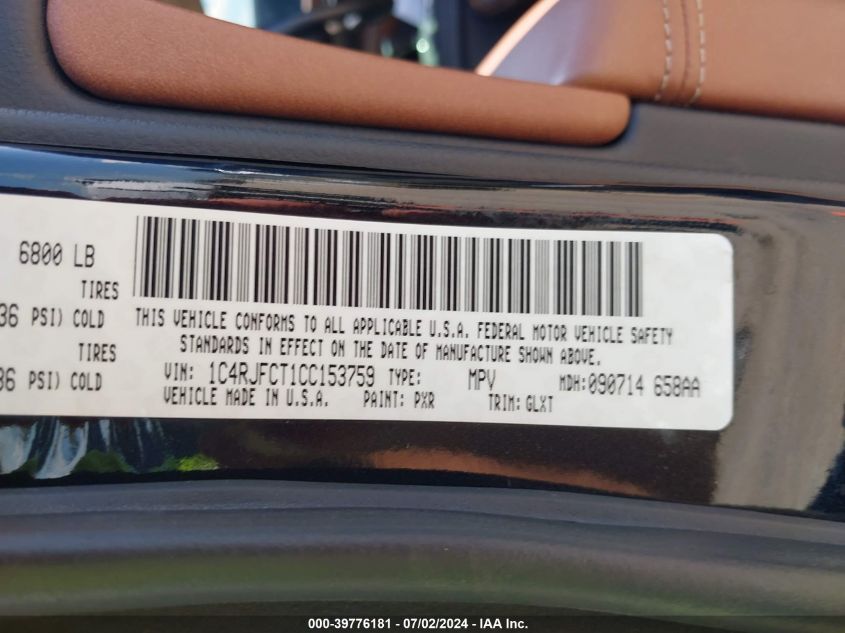 6800 LB
TIRES
36 PSI) COLD
TIRES
36 PSI) COLD
THIS VEHICLE CONFORMS TO ALL APPLICABLE U.S.A. FEDERAL MOTOR VEHICLE SAFETY
STANDARDS IN EFFECT ON THE DATE OF MANUFACTURE SHOWN ABOVE.
VIN: 1C4RJFCT1CC153759 TYPE: MPV MDH:090714 658AA
VEHICLE MADE IN U.S.A. PAINT: PXR TRIM: GLXT
000-39776181 - 07/02/2024 - IAA Inc.